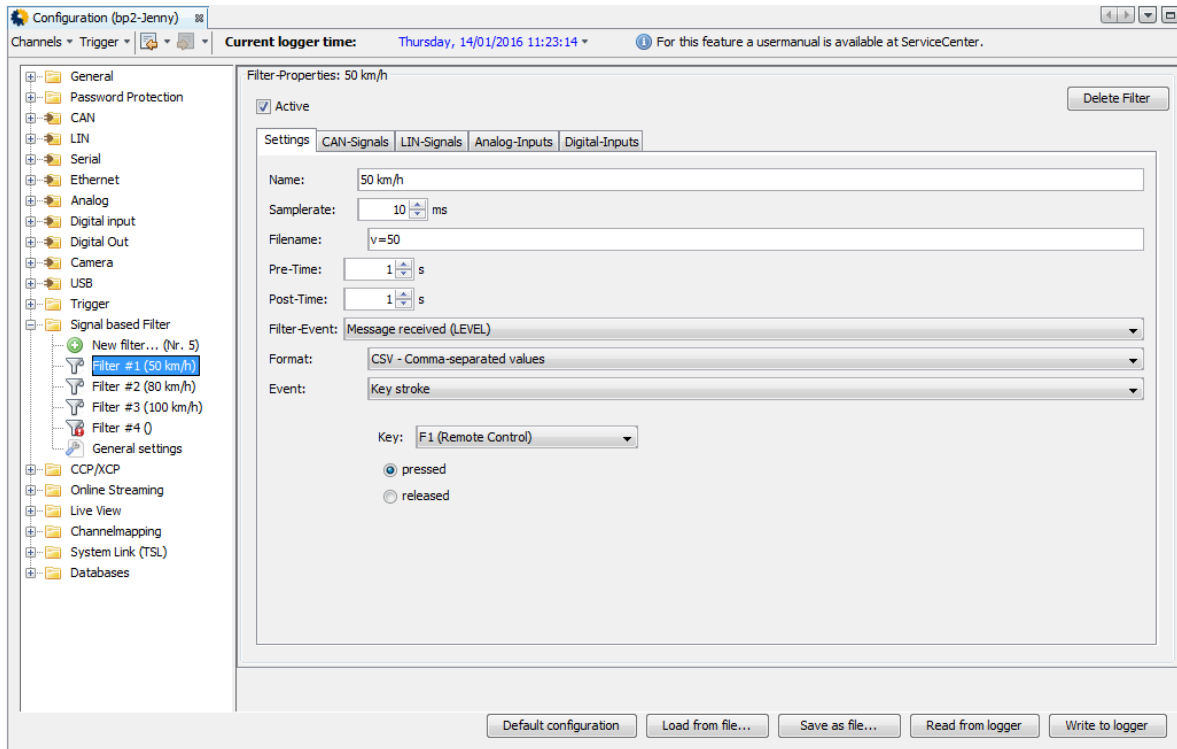 Configuration (bp2-Jenny)
Channels Trigger Current logger time: Thursday, 14/01/2016 11:23:14 For this feature a usermanual is available at ServiceCenter.
General
Password Protection
CAN
LIN
Serial
Ethernet
Analog
Digital input
Digital Out
Camera
USB
Trigger
Signal based Filter
New filter... (Nr. 5)
Filter #1 (50 km/h)
Filter #2 (80 km/h)
Filter #3 (100 km/h)
Filter #4 ()
General settings
CCP/XCP
Online Streaming
Live View
Channelmapping
System Link (TSL)
Databases
Filter-Properties: 50 km/h
Active
Delete Filter
Settings CAN-Signals LIN-Signals Analog-Inputs Digital-Inputs
Name: 50 km/h
Samplerate: 10 ms
Filename: v=50
Pre-Time: 1 s
Post-Time: 1 s
Filter-Event: Message received (LEVEL)
Format: CSV - Comma-separated values
Event: Key stroke
Key: F1 (Remote Control)
pressed
released
Default configuration Load from file... Save as file... Read from logger Write to logger